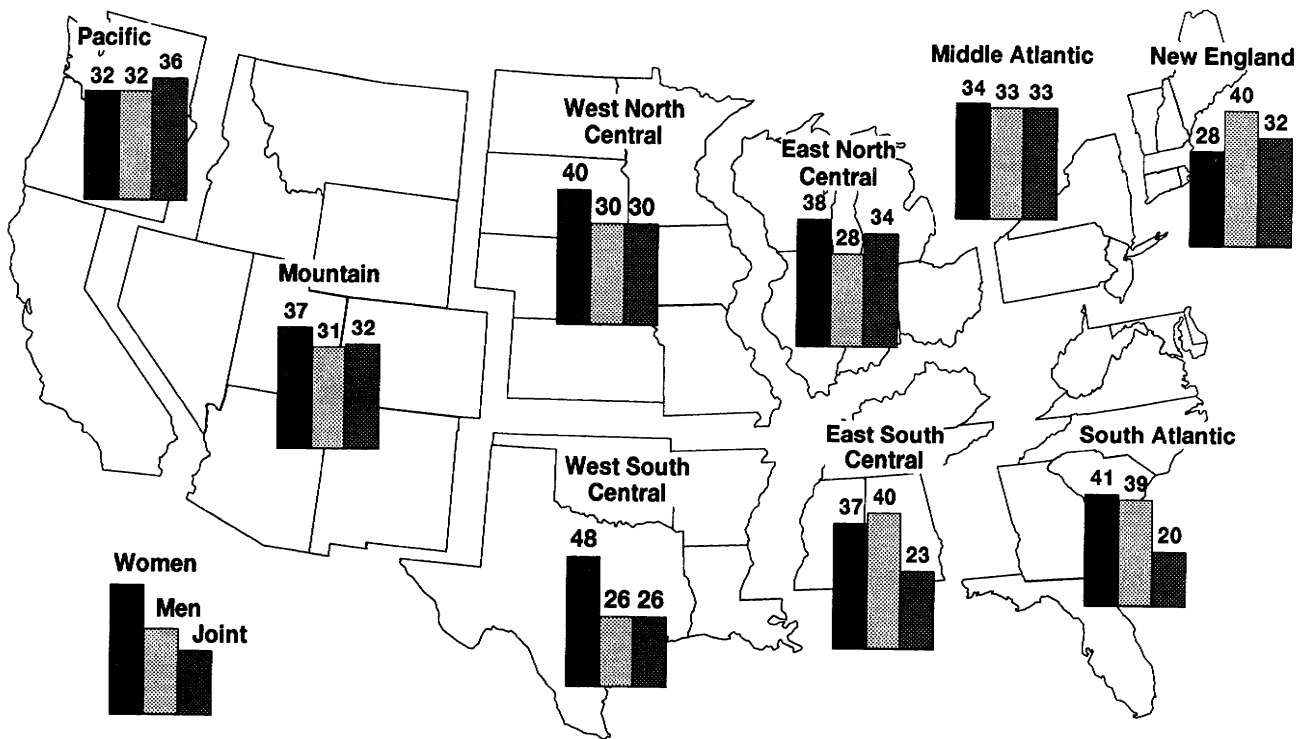 Pacific
32 32 36
Mountain
37 31 32
West North
Central
40 30 30
East North
Central
38 28 34
Middle Atlantic
34 33 33
New England
28 40 32
West South
Central
48 26 26
East South
Central
37 40 23
South Atlantic
41 39 20
Women
Men
Joint